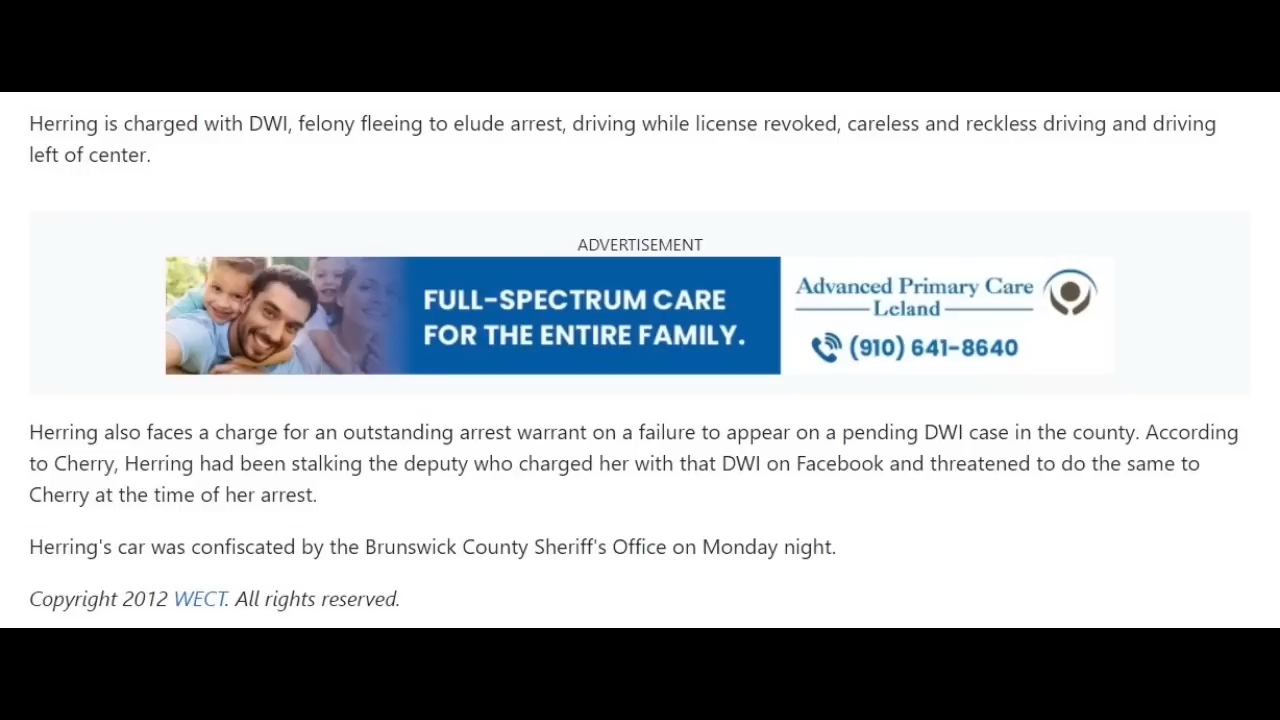 Herring is charged with DWI, felony fleeing to elude arrest, driving while license revoked, careless and reckless driving and driving
left of center.
ADVERTISEMENT
FULL-SPECTRUM CARE
FOR THE ENTIRE FAMILY.
Advanced Primary Care
Leland
(910) 641-8640
Herring also faces a charge for an outstanding arrest warrant on a failure to appear on a pending DWI case in the county. According
to Cherry, Herring had been stalking the deputy who charged her with that DWI on Facebook and threatened to do the same to
Cherry at the time of her arrest.
Herring's car was confiscated by the Brunswick County Sheriff's Office on Monday night.
Copyright 2012 WECT. All rights reserved.